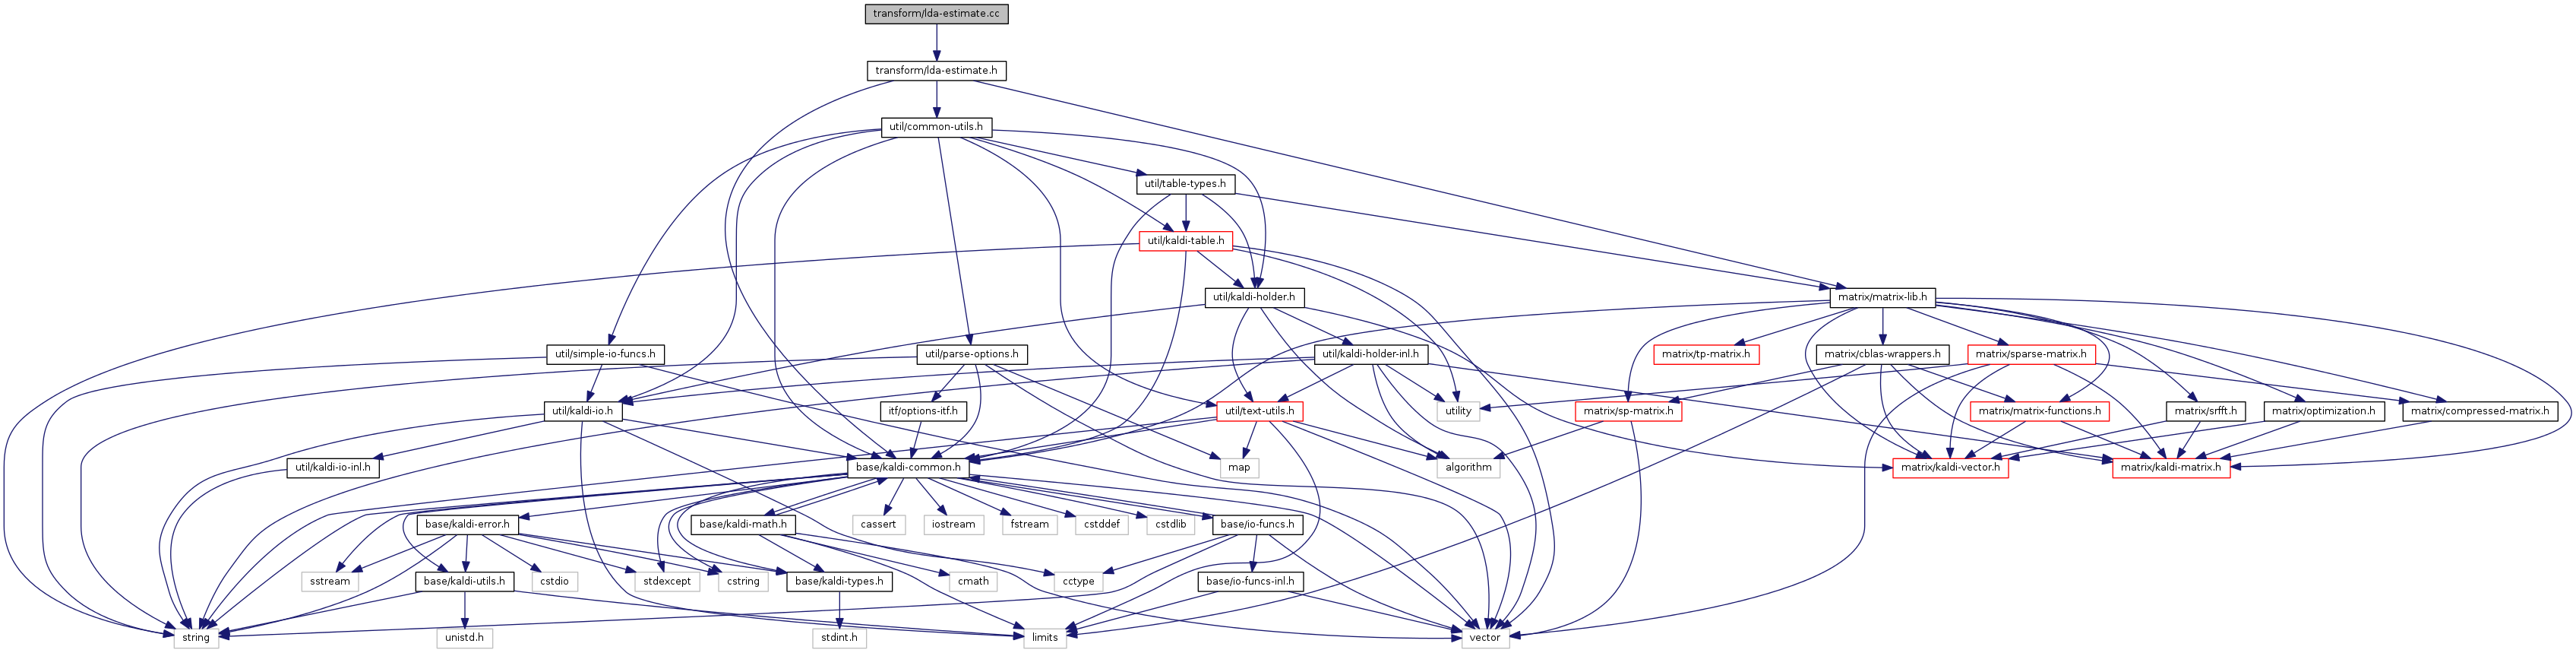 transform/lda-estimate.cc
transform/lda-estimate.h
util/common-utils.h
util/table-types.h
util/kaldi-table.h
util/kaldi-holder.h
matrix/matrix-lib.h
util/simple-io-funcs.h
util/parse-options.h
util/kaldi-holder-inl.h
matrix/tp-matrix.h
matrix/cblas-wrappers.h
matrix/sparse-matrix.h
util/kaldi-io.h
itf/options-itf.h
util/text-utils.h
utility
matrix/sp-matrix.h
matrix/matrix-functions.h
matrix/srfft.h
matrix/optimization.h
matrix/compressed-matrix.h
util/kaldi-io-inl.h
base/kaldi-common.h
map
algorithm
matrix/kaldi-vector.h
matrix/kaldi-matrix.h
base/kaldi-error.h
base/kaldi-math.h
cassert
iostream
fstream
cstddef
cstdlib
base/io-funcs.h
sstream
base/kaldi-utils.h
cstdio
stdexcept
cstring
base/kaldi-types.h
cmath
cctype
base/io-funcs-inl.h
string
unistd.h
stdint.h
limits
vector